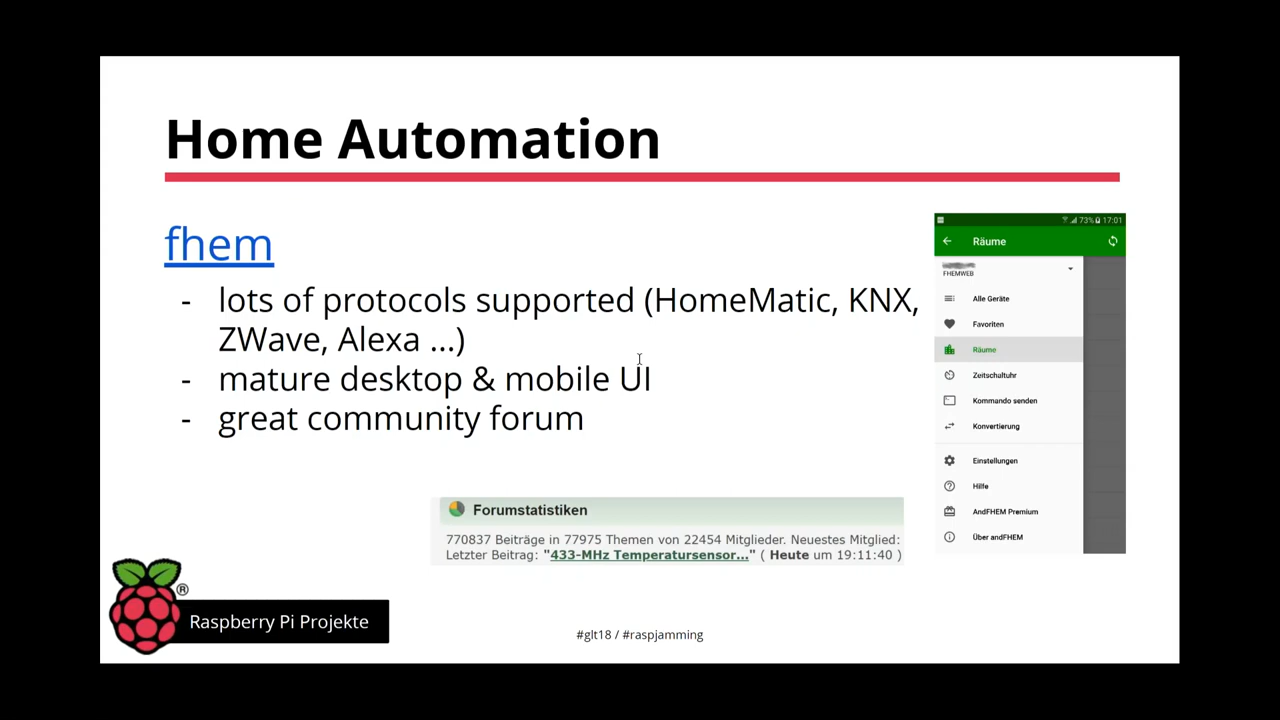 Home Automation
fhem
- lots of protocols supported (HomeMatic, KNX,
ZWave, Alexa ...)
- mature desktop & mobile UI
- great community forum
73% 17:01
Räume
FHEMWEB
Alle Geräte
Favoriten
Räume
Zeitschaltuhr
Kommando senden
Konvertierung
Einstellungen
Hilfe
AndFHEM Premium
Über andFHEM
Forumstatistiken
770837 Beiträge in 77975 Themen von 22454 Mitglieder. Neuestes Mitglied:
Letzter Beitrag: "433-MHz Temperatursensor..." ( Heute um 19:11:40 )
®
Raspberry Pi Projekte
#glt18 / #raspjamming